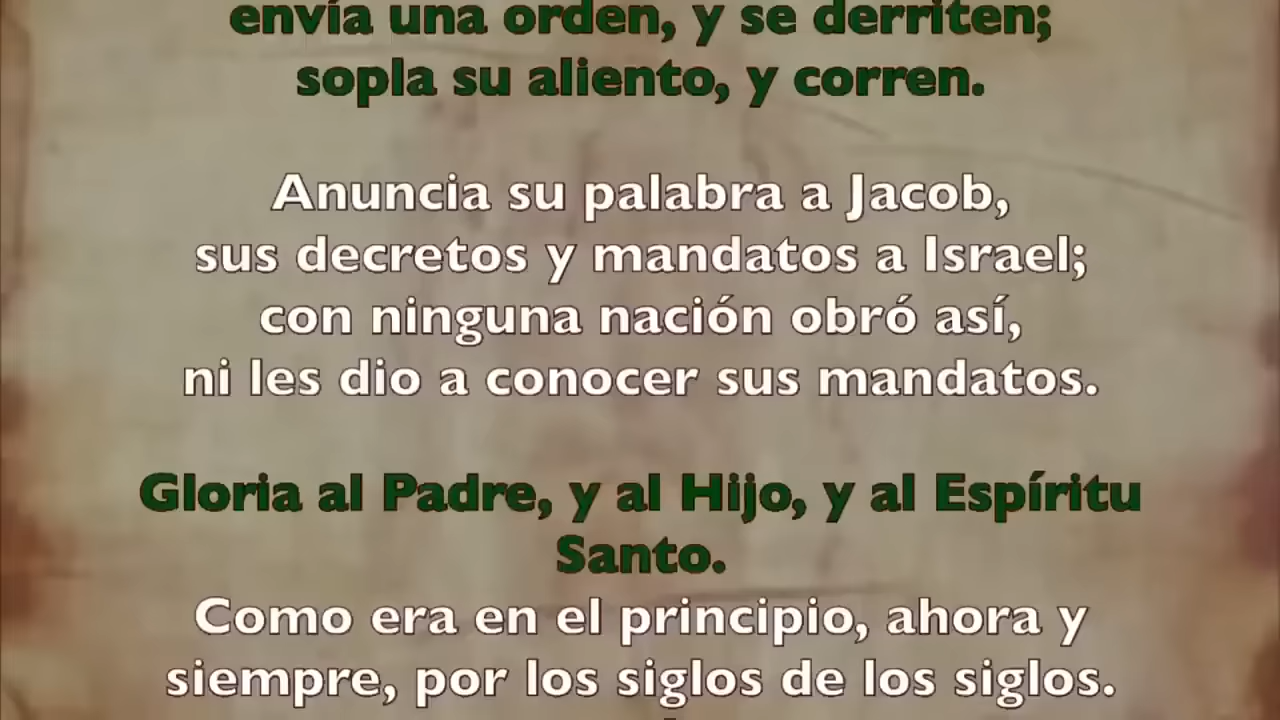 envía una orden, y se derriten;
sopla su aliento, y corren.
Anuncia su palabra a Jacob,
sus decretos y mandatos a Israel;
con ninguna nación obró así,
ni les dio a conocer sus mandatos.
Gloria al Padre, y al Hijo, y al Espíritu
Santo.
Como era en el principio, ahora y
siempre, por los siglos de los siglos.